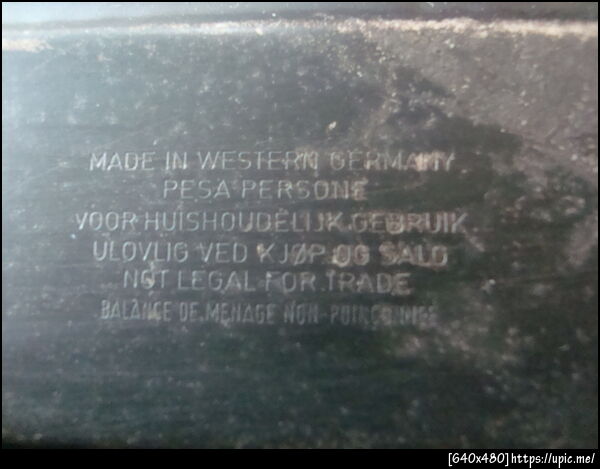 MADE IN WESTERN GERMANY
PESA PERSONE
VOOR HUISHOUDELIJK GEBRUIK
ULOVLIG VED KJØP OG SALG
NOT LEGAL FOR TRADE
BALANCE DE MENAGE NON-POINÇONNEE
[640x480]https://upic.me/